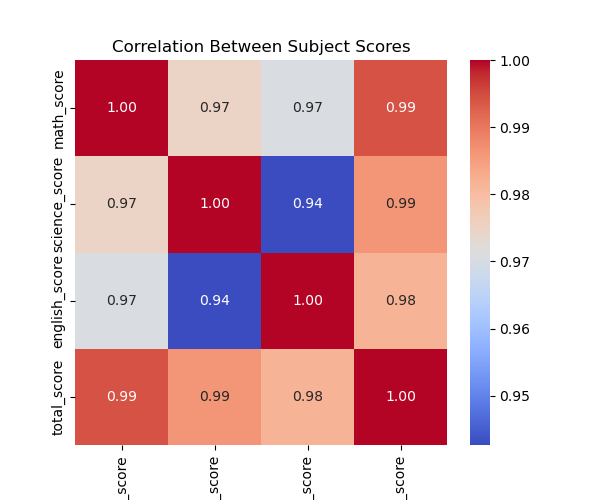 Correlation Between Subject Scores
math_score
1.00 0.97 0.97 0.99
science_score
0.97 1.00 0.94 0.99
english_score
0.97 0.94 1.00 0.98
total_score
0.99 0.99 0.98 1.00
_score _score _score _score
1.00
0.99
0.98
0.97
0.96
0.95